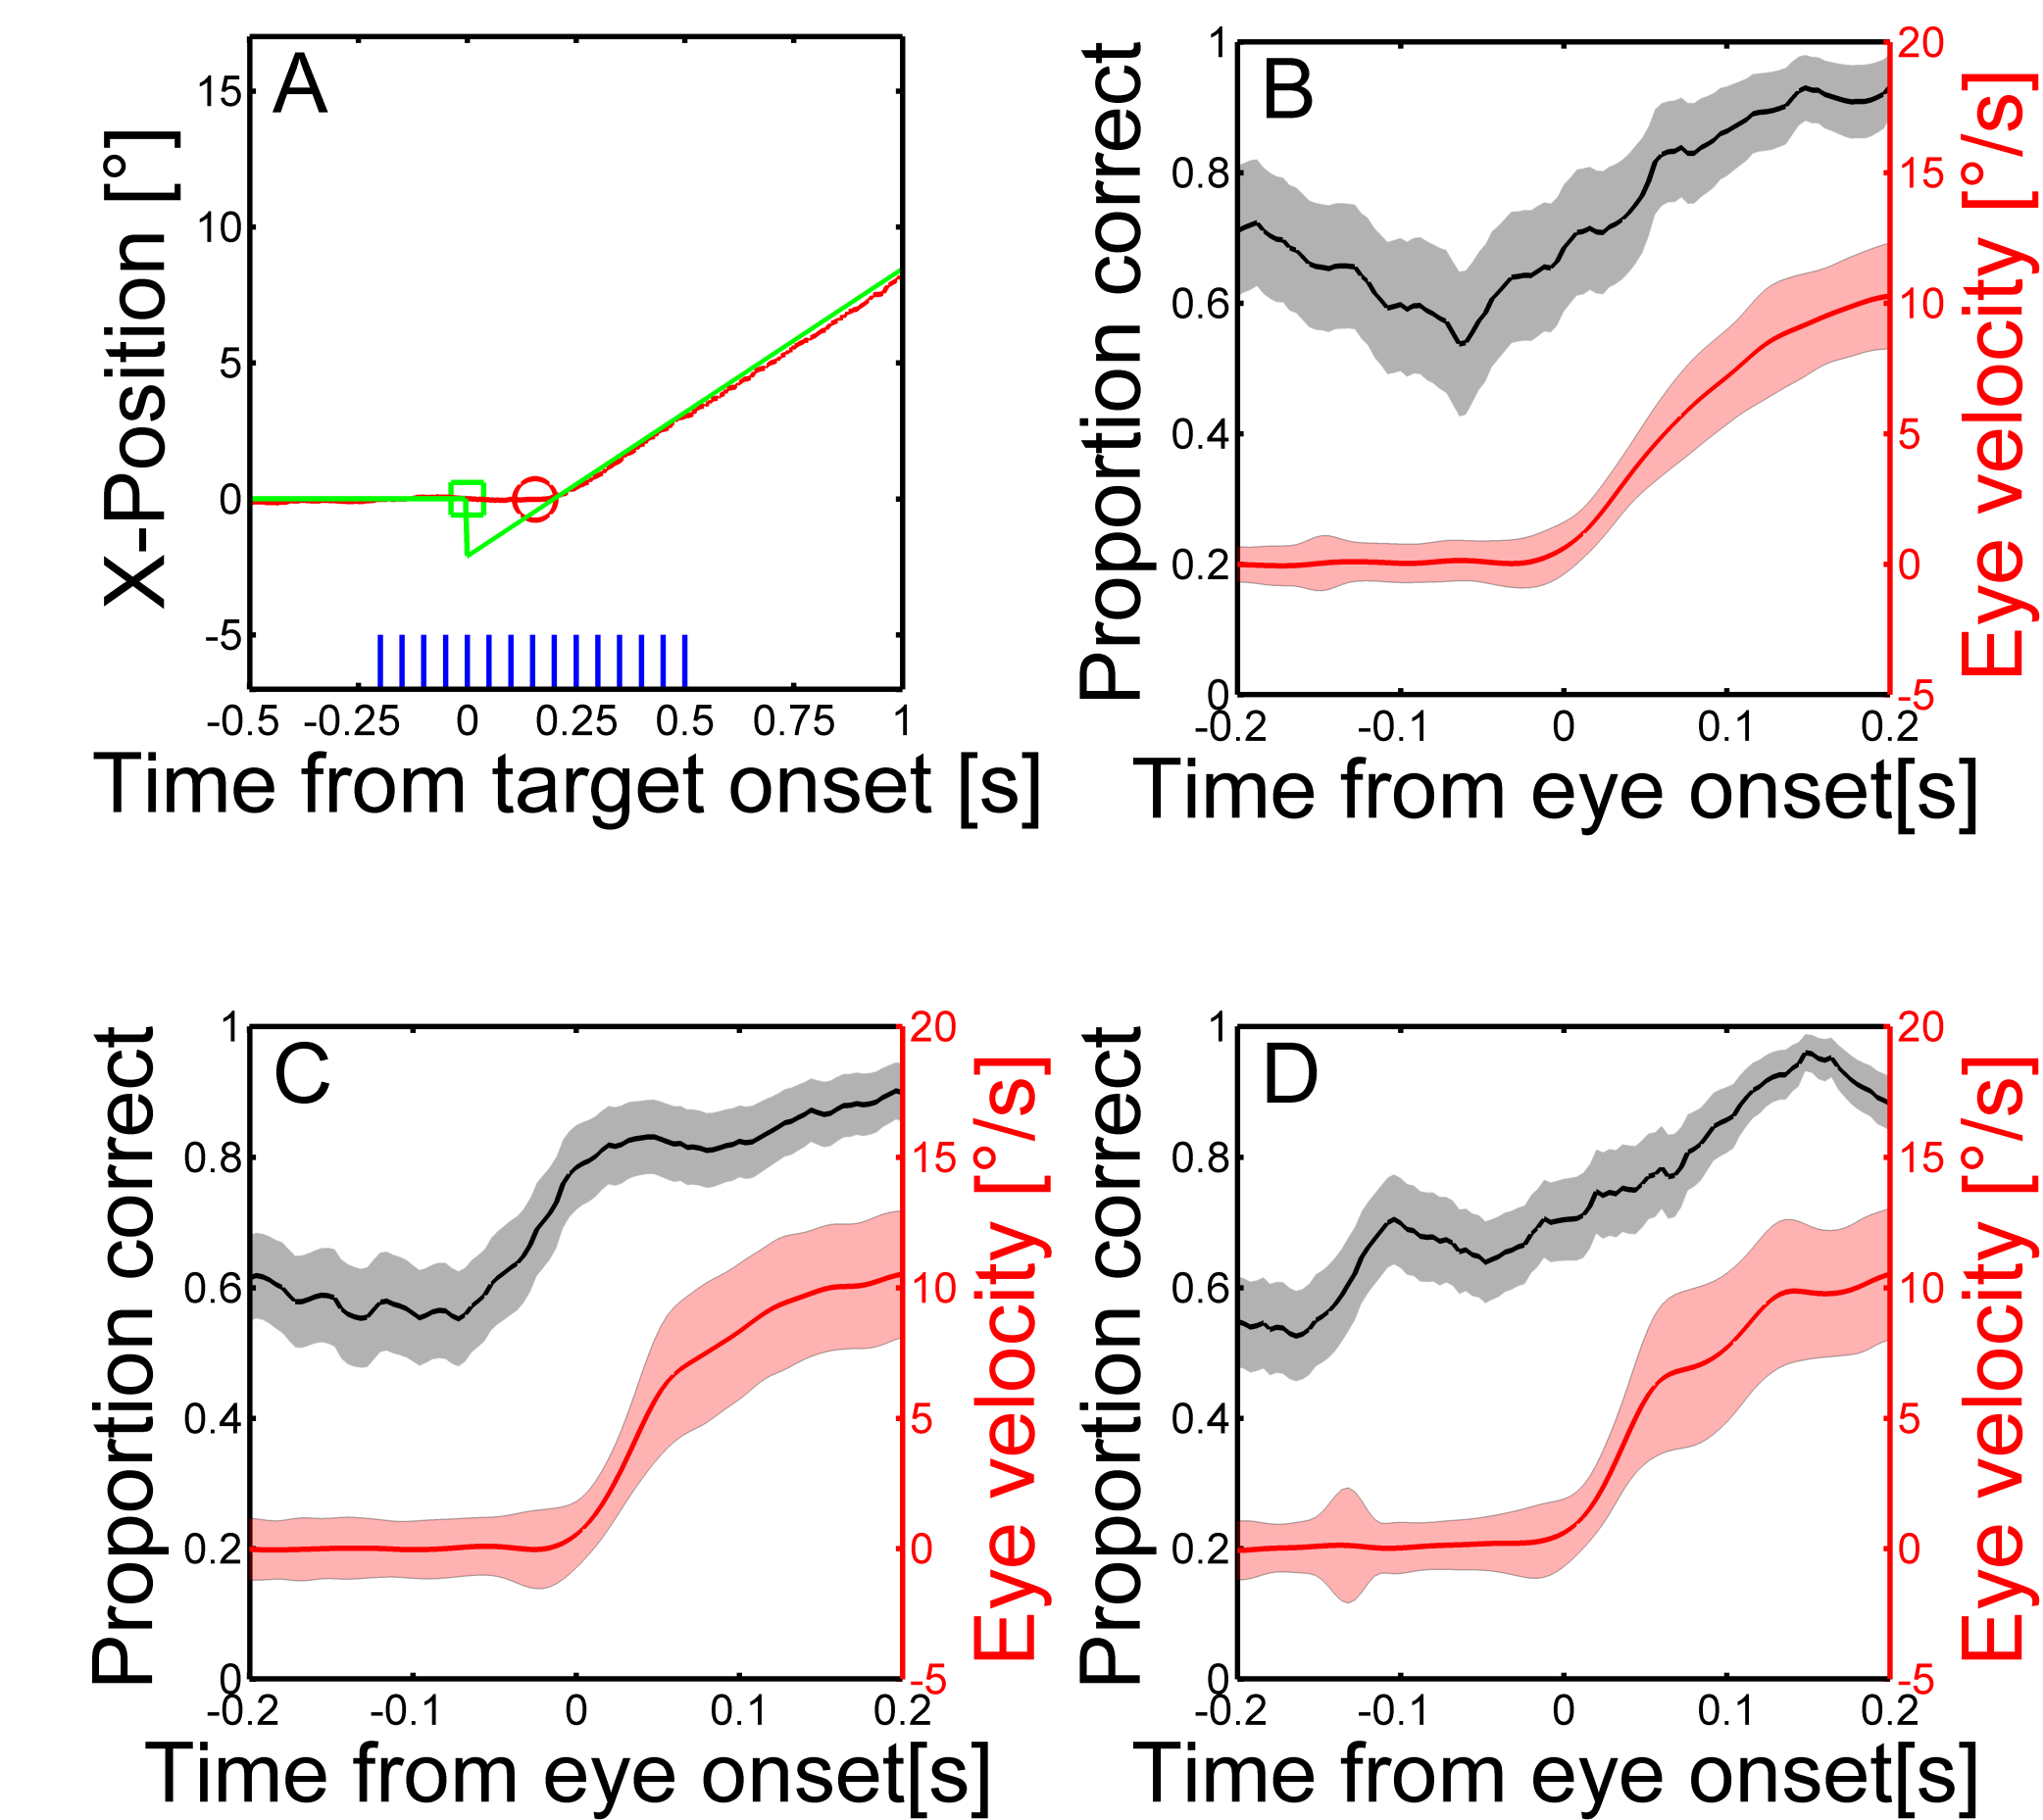 A
X-Position [°]
15
10
5
0
-5
-0.5 -0.25 0 0.25 0.5 0.75 1
Time from target onset [s]
B
Proportion correct
1
0.8
0.6
0.4
0.2
0
20
15
10
5
0
-5
Eye velocity [°/s]
-0.2 -0.1 0 0.1 0.2
Time from eye onset[s]
C
Proportion correct
1
0.8
0.6
0.4
0.2
0
20
15
10
5
0
-5
Eye velocity [°/s]
-0.2 -0.1 0 0.1 0.2
Time from eye onset[s]
D
Proportion correct
1
0.8
0.6
0.4
0.2
0
20
15
10
5
0
-5
Eye velocity [°/s]
-0.2 -0.1 0 0.1 0.2
Time from eye onset[s]